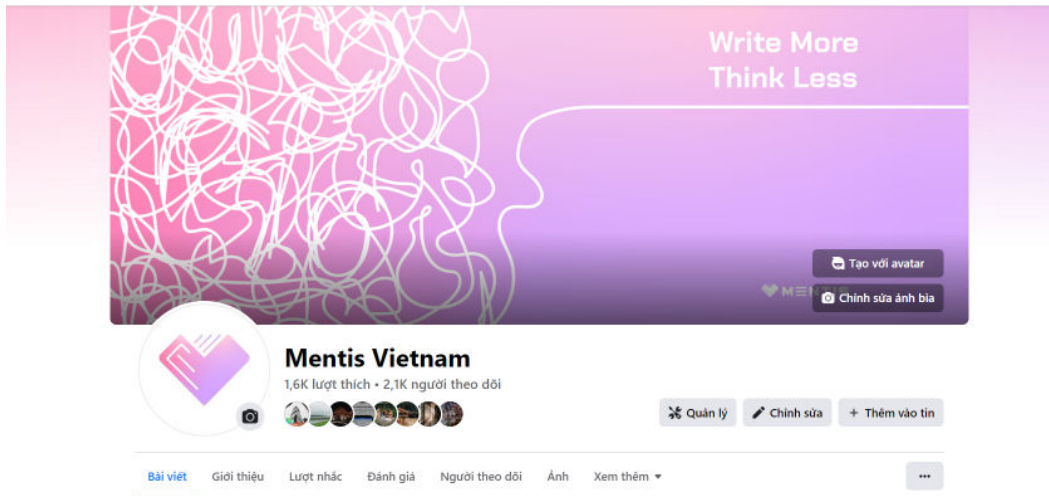 Write More
Think Less
Tạo với avatar
MENTIS
Chỉnh sửa ảnh bìa
Mentis Vietnam
1,6K lượt thích • 2,1K người theo dõi
Quản lý
Chỉnh sửa
+ Thêm vào tin
Bài viết Giới thiệu Lượt nhắc Đánh giá Người theo dõi Ảnh Xem thêm